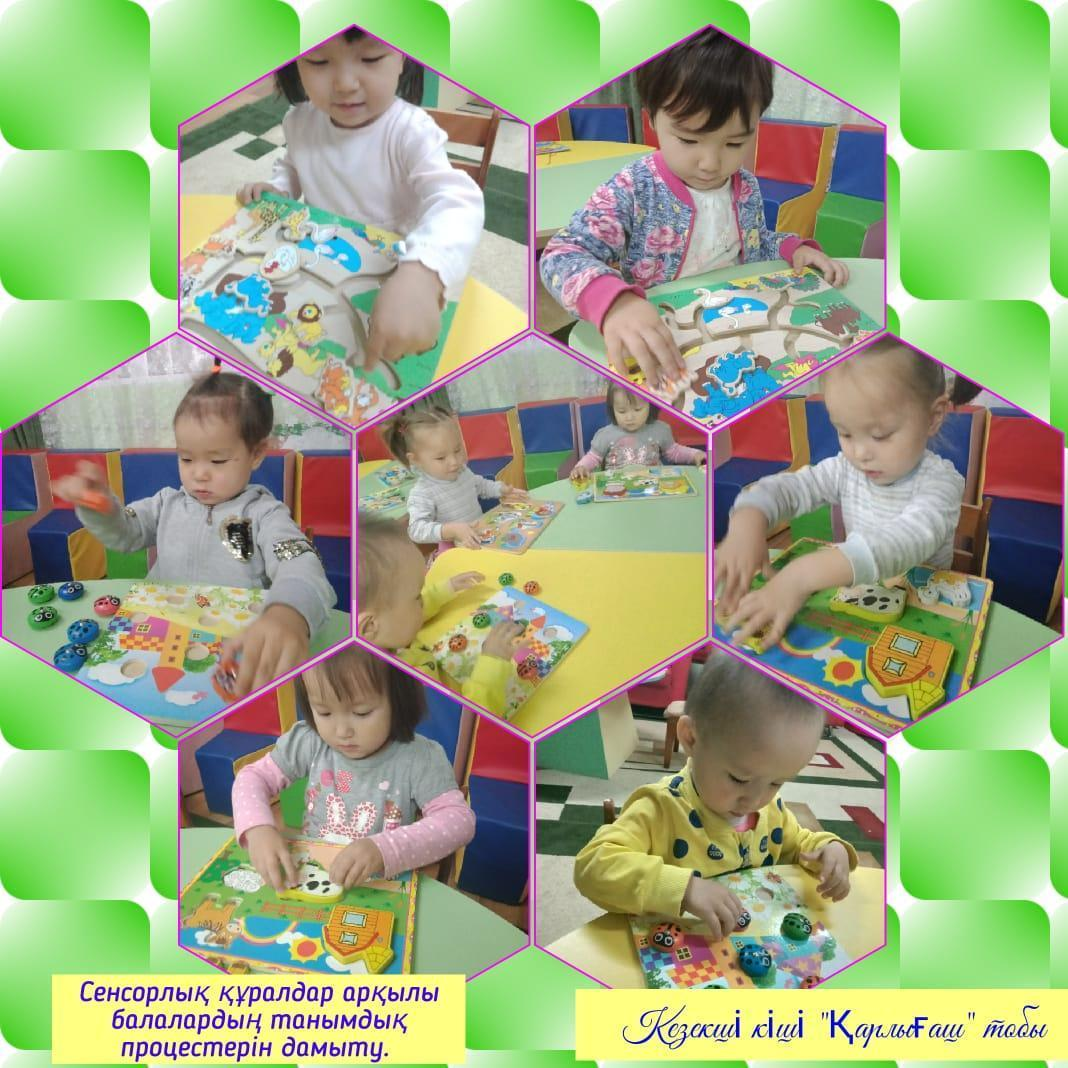 Сенсорлық құралдар арқылы
балалардың танымдық
процестерін дамыту.
Кезекші кіші "Қарлығаш" тобы